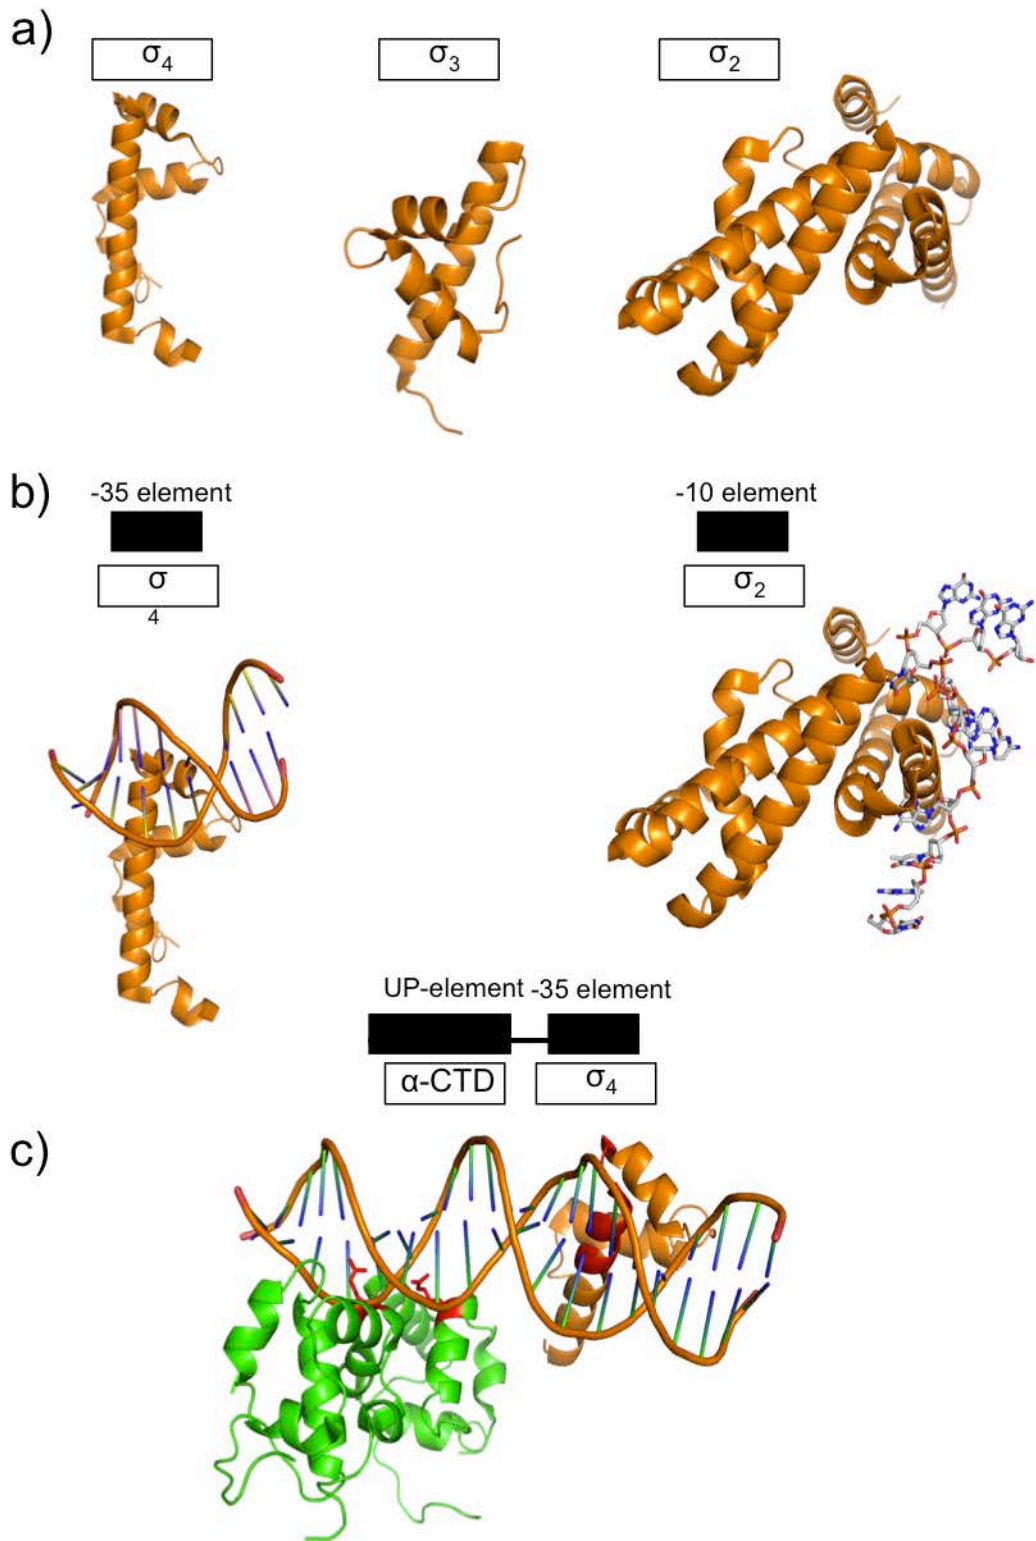 a)
σ₄ σ₃ σ₂
b)
-35 element -10 element
σ
4
σ₂
UP-element -35 element
α-CTD σ₄
c)